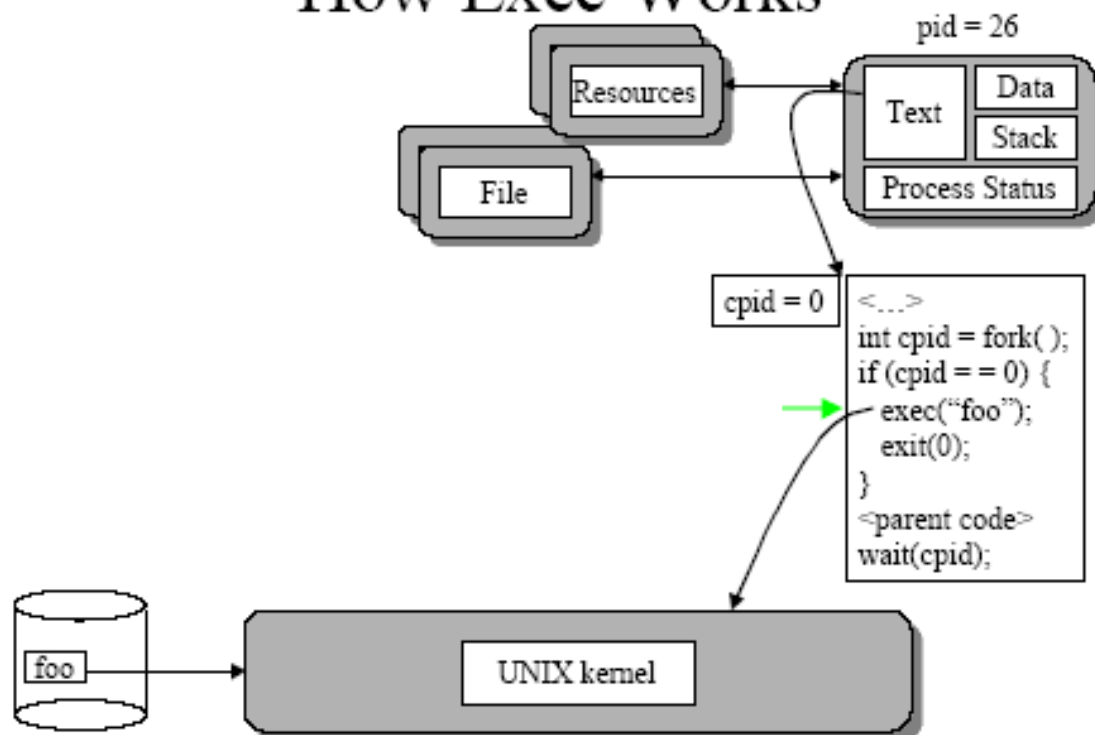 How Exec Works
pid = 26
Resources
Text
Data
Stack
Process Status
File
cpid = 0
<...>
int cpid = fork( );
if (cpid = = 0) {
exec(“foo”);
exit(0);
}
<parent code>
wait(cpid);
foo
UNIX kernel